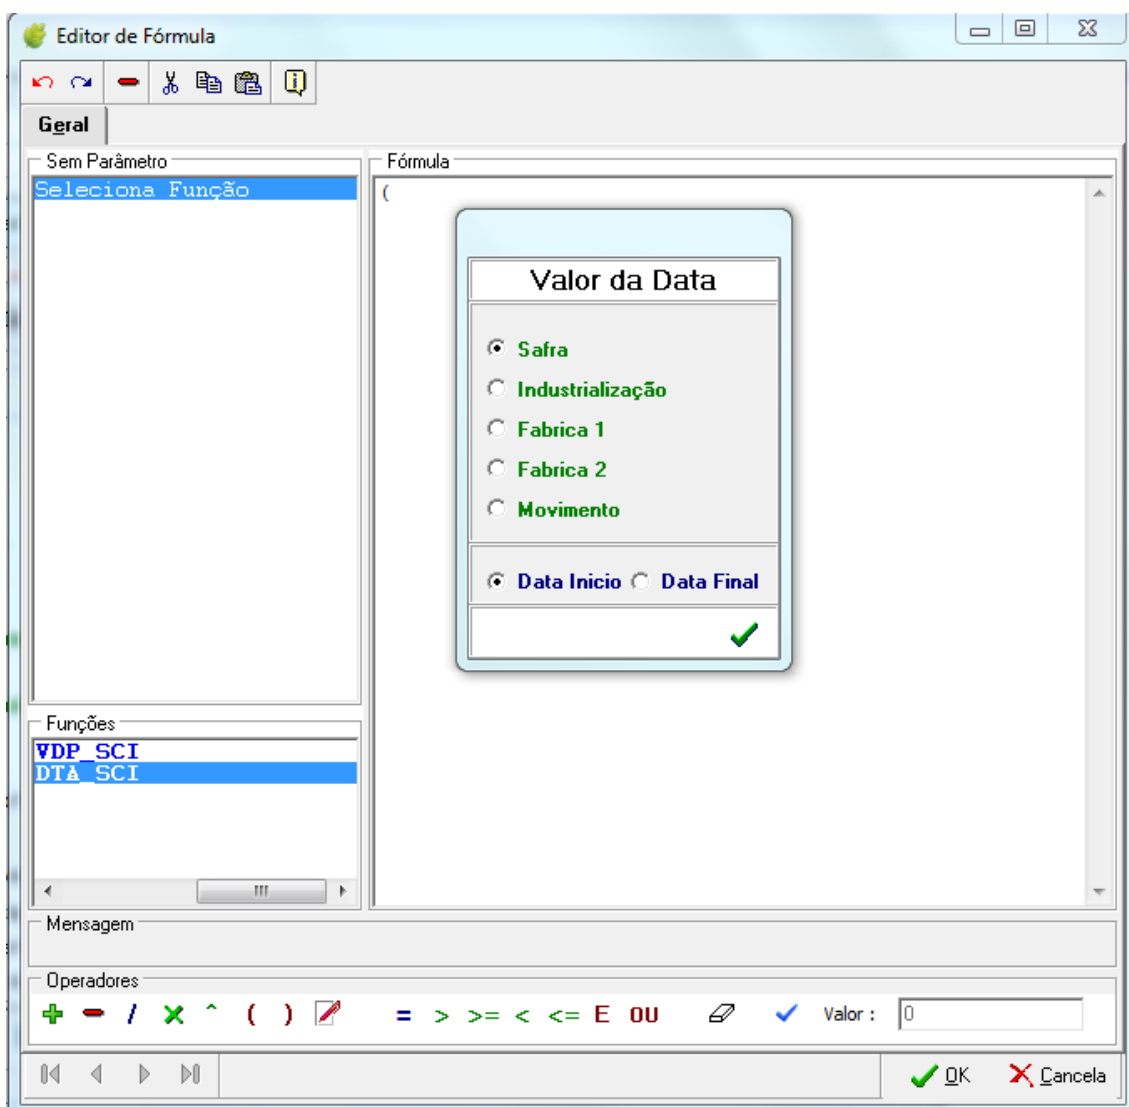 Editor de Fórmula
Geral
Sem Parâmetro
Seleciona Função
Fórmula
(
Valor da Data
Safra
Industrialização
Fabrica 1
Fabrica 2
Movimento
Data Inicio Data Final
Funções
VDP_SCI
DTA_SCI
Mensagem
Operadores
/ ^ ( ) = > >= < <= E OU Valor : 0
OK Cancela